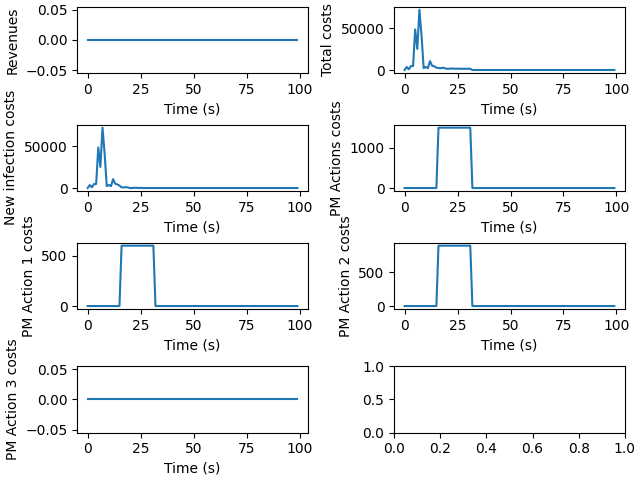 Revenues
0.05
0.00
−0.05
0 25 50 75 100
Time (s)
Total costs
50000
0
0 25 50 75 100
Time (s)
New infection costs
50000
0
0 25 50 75 100
Time (s)
PM Actions costs
1000
0
0 25 50 75 100
Time (s)
PM Action 1 costs
500
0
0 25 50 75 100
Time (s)
PM Action 2 costs
500
0
0 25 50 75 100
Time (s)
PM Action 3 costs
0.05
0.00
−0.05
0 25 50 75 100
Time (s)
1.0
0.5
0.0
0.0 0.2 0.4 0.6 0.8 1.0